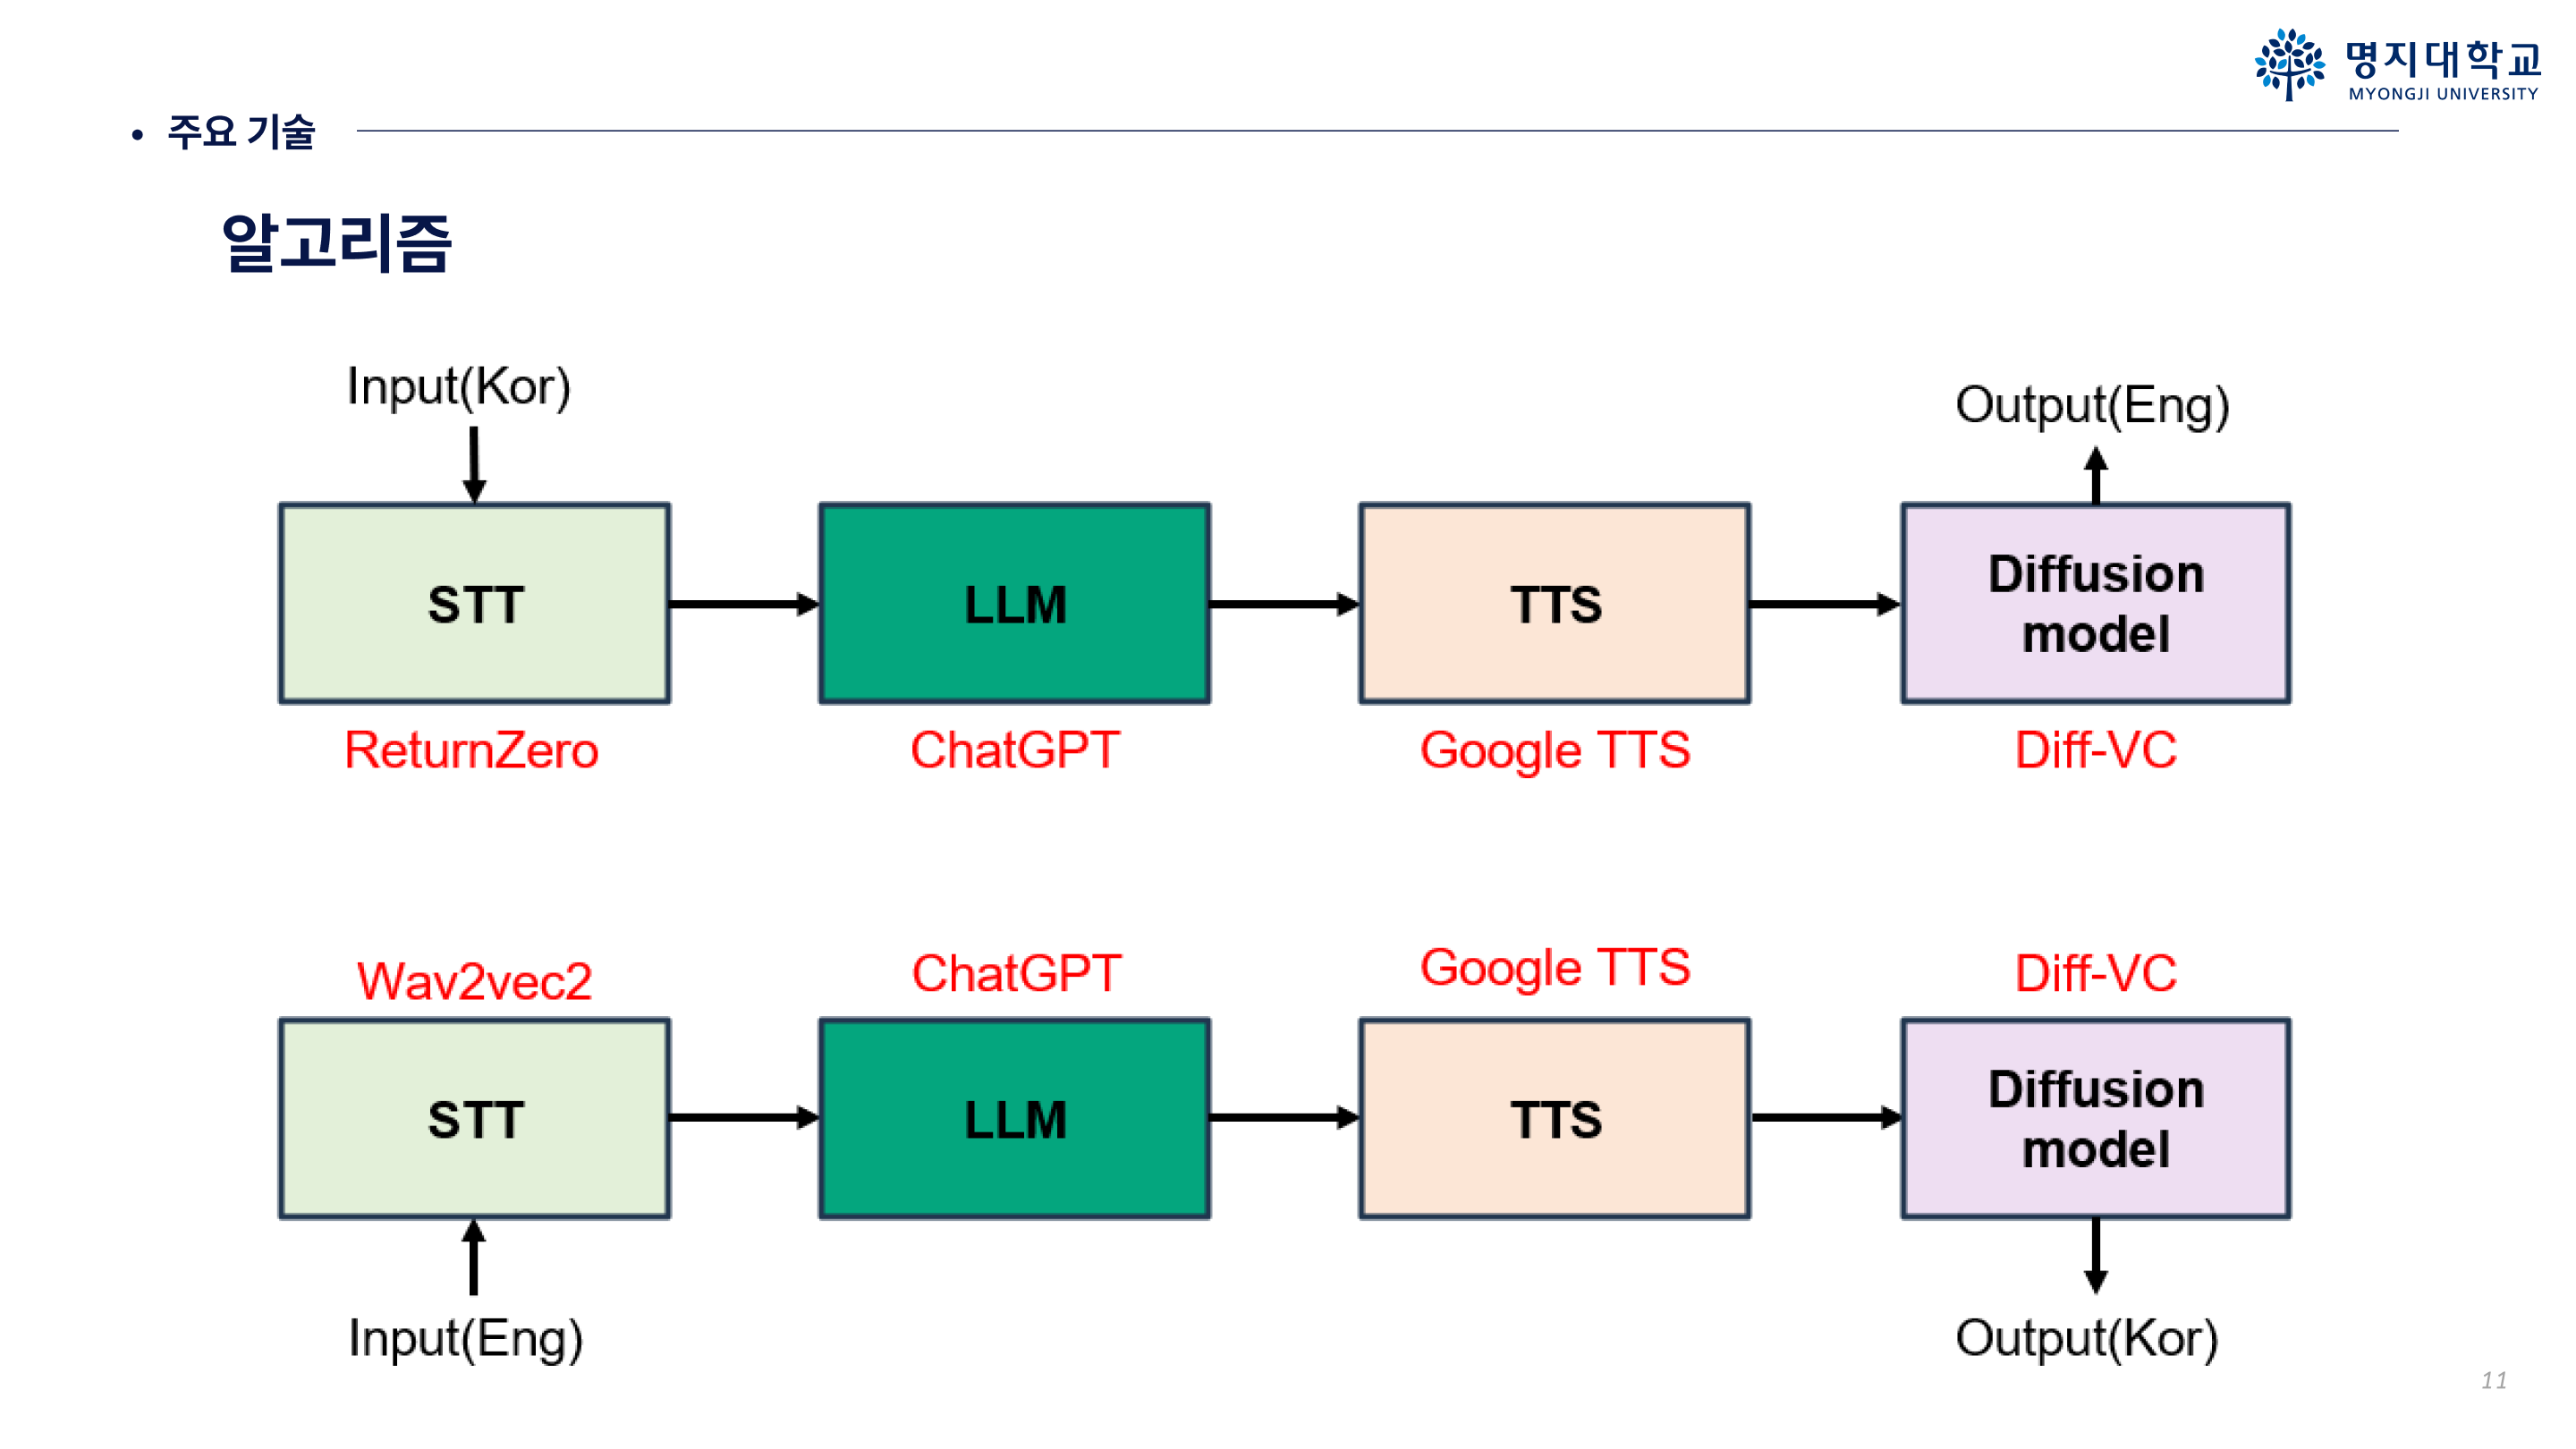 명지대학교
MYONGJI UNIVERSITY
• 주요 기술
알고리즘
Input(Kor)
Output(Eng)
STT
LLM
TTS
Diffusion
model
ReturnZero
ChatGPT
Google TTS
Diff-VC
Wav2vec2
ChatGPT
Google TTS
Diff-VC
STT
LLM
TTS
Diffusion
model
Input(Eng)
Output(Kor)
11